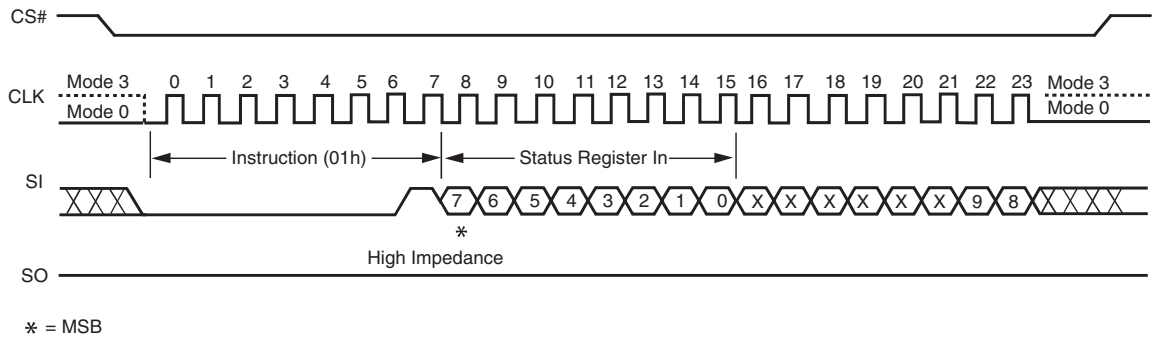 CS#
Mode 3 0 1 2 3 4 5 6 7 8 9 10 11 12 13 14 15 16 17 18 19 20 21 22 23 Mode 3
CLK
Mode 0 Mode 0
Instruction (01h) Status Register In
SI
7 6 5 4 3 2 1 0 X X X X X X 9 8
*
High Impedance
SO
* = MSB